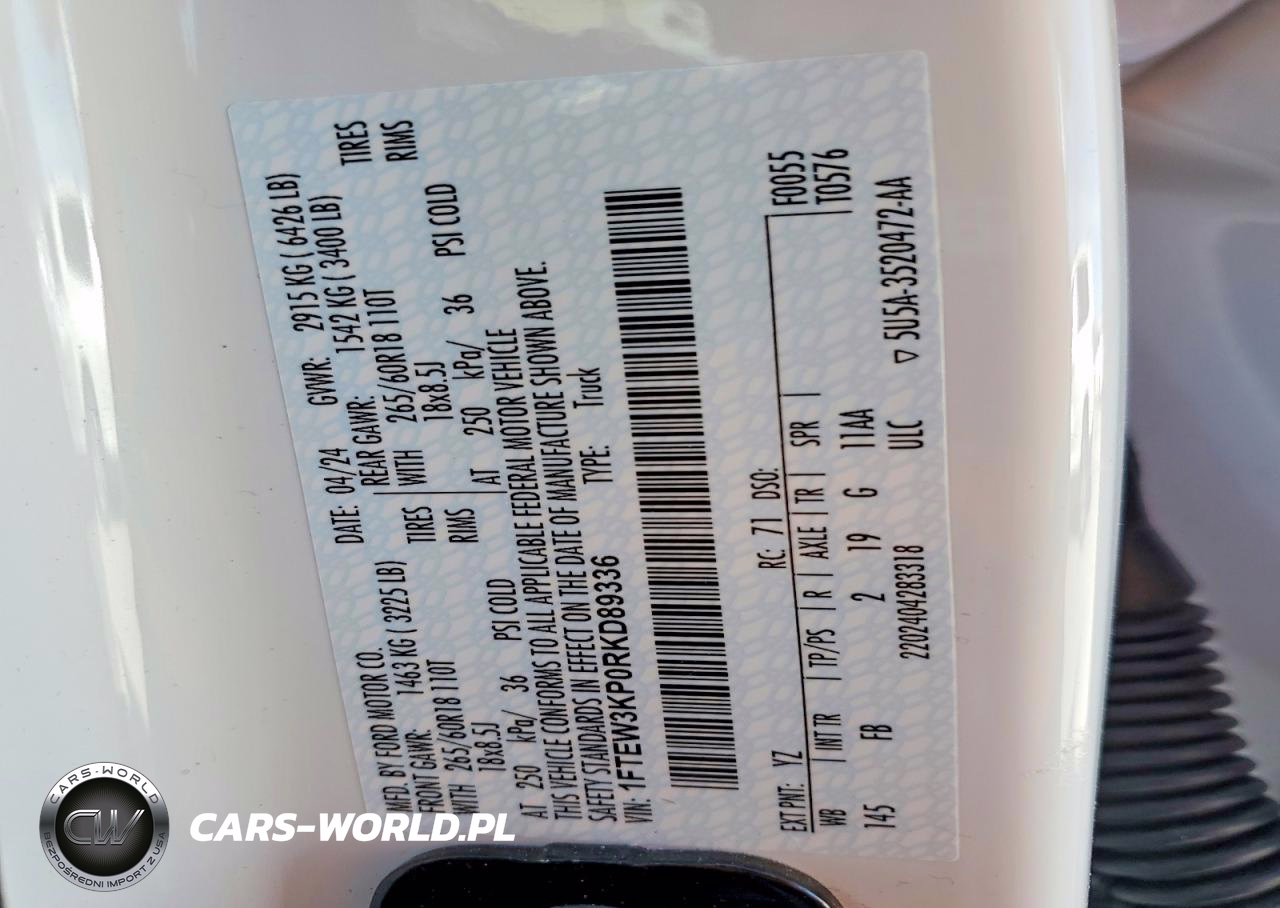 MFD. BY FORD MOTOR CO. DATE: 04/24 GVWR: 2915 KG ( 6426 LB)
FRONT GAWR: 1463 KG ( 3225 LB) REAR GAWR: 1542 KG ( 3400 LB)
WITH 265/60R18 110T TIRES WITH 265/60R18 110T TIRES
18x8.5J RIMS 18x8.5J RIMS
AT 250 kPa/ 36 PSI COLD AT 250 kPa/ 36 PSI COLD
THIS VEHICLE CONFORMS TO ALL APPLICABLE FEDERAL MOTOR VEHICLE
SAFETY STANDARDS IN EFFECT ON THE DATE OF MANUFACTURE SHOWN ABOVE.
VIN: 1FTEW3KP0RKD89336 TYPE: Truck
EXT PNT: YZ RC: 71 DSO: F0055
WB INT TR TP/PS R AXLE TR SPR T0576
145 FB 2 19 G 11AA
2202404283318 ULC ▽ 5U5A-3520472-AA
CARS-WORLD
CW
BEZPOŚREDNI IMPORT Z USA
CARS-WORLD.PL